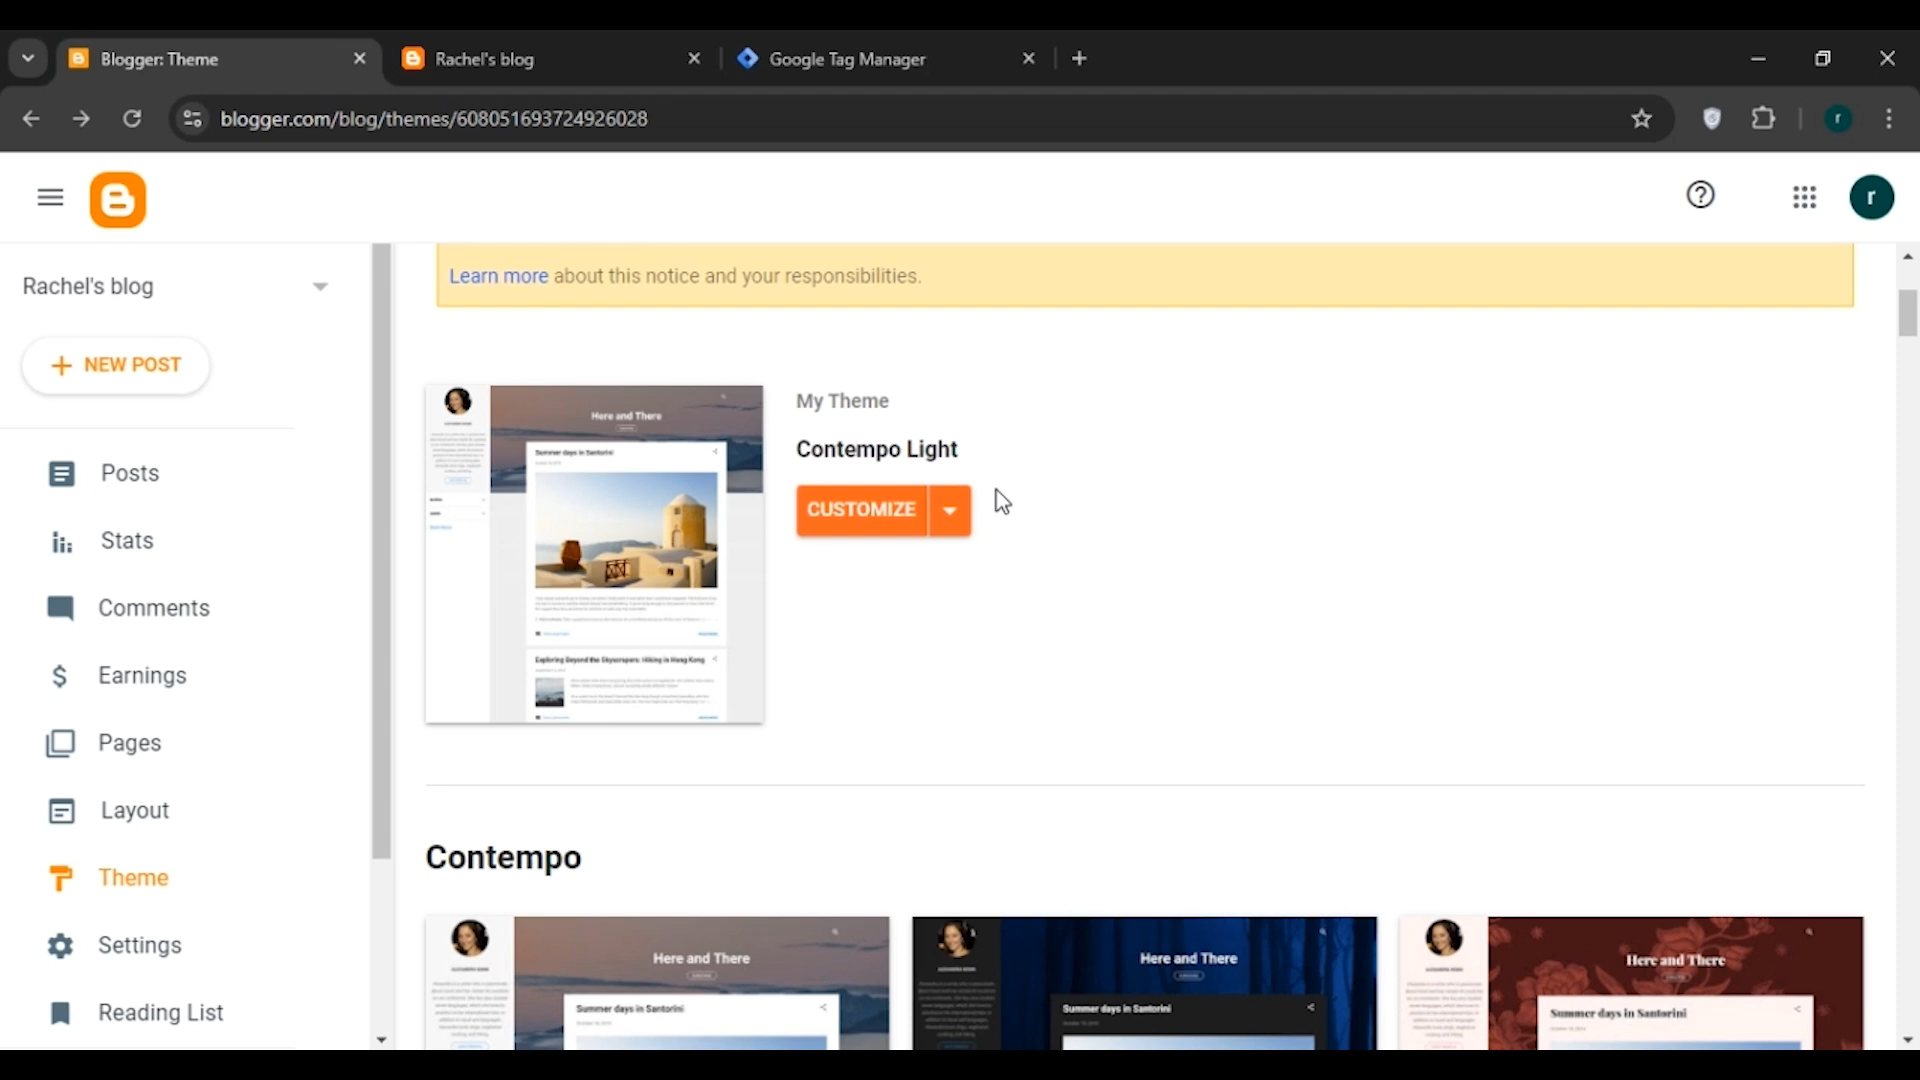 Blogger: Theme
Rachel's blog
Google Tag Manager
blogger.com/blog/themes/608051693724926028
r
r
Learn more about this notice and your responsibilities.
Rachel's blog
NEW POST
Posts
Stats
Comments
Earnings
Pages
Layout
Theme
Settings
Reading List
Here and There
Summer days in Santorini
Exploring Beyond the Skyscrapers: Hiking in Hong Kong
My Theme
Contempo Light
CUSTOMIZE
Contempo
Here and There
Summer days in Santorini
Here and There
Summer days in Santorini
Here and There
Summer days in Santorini